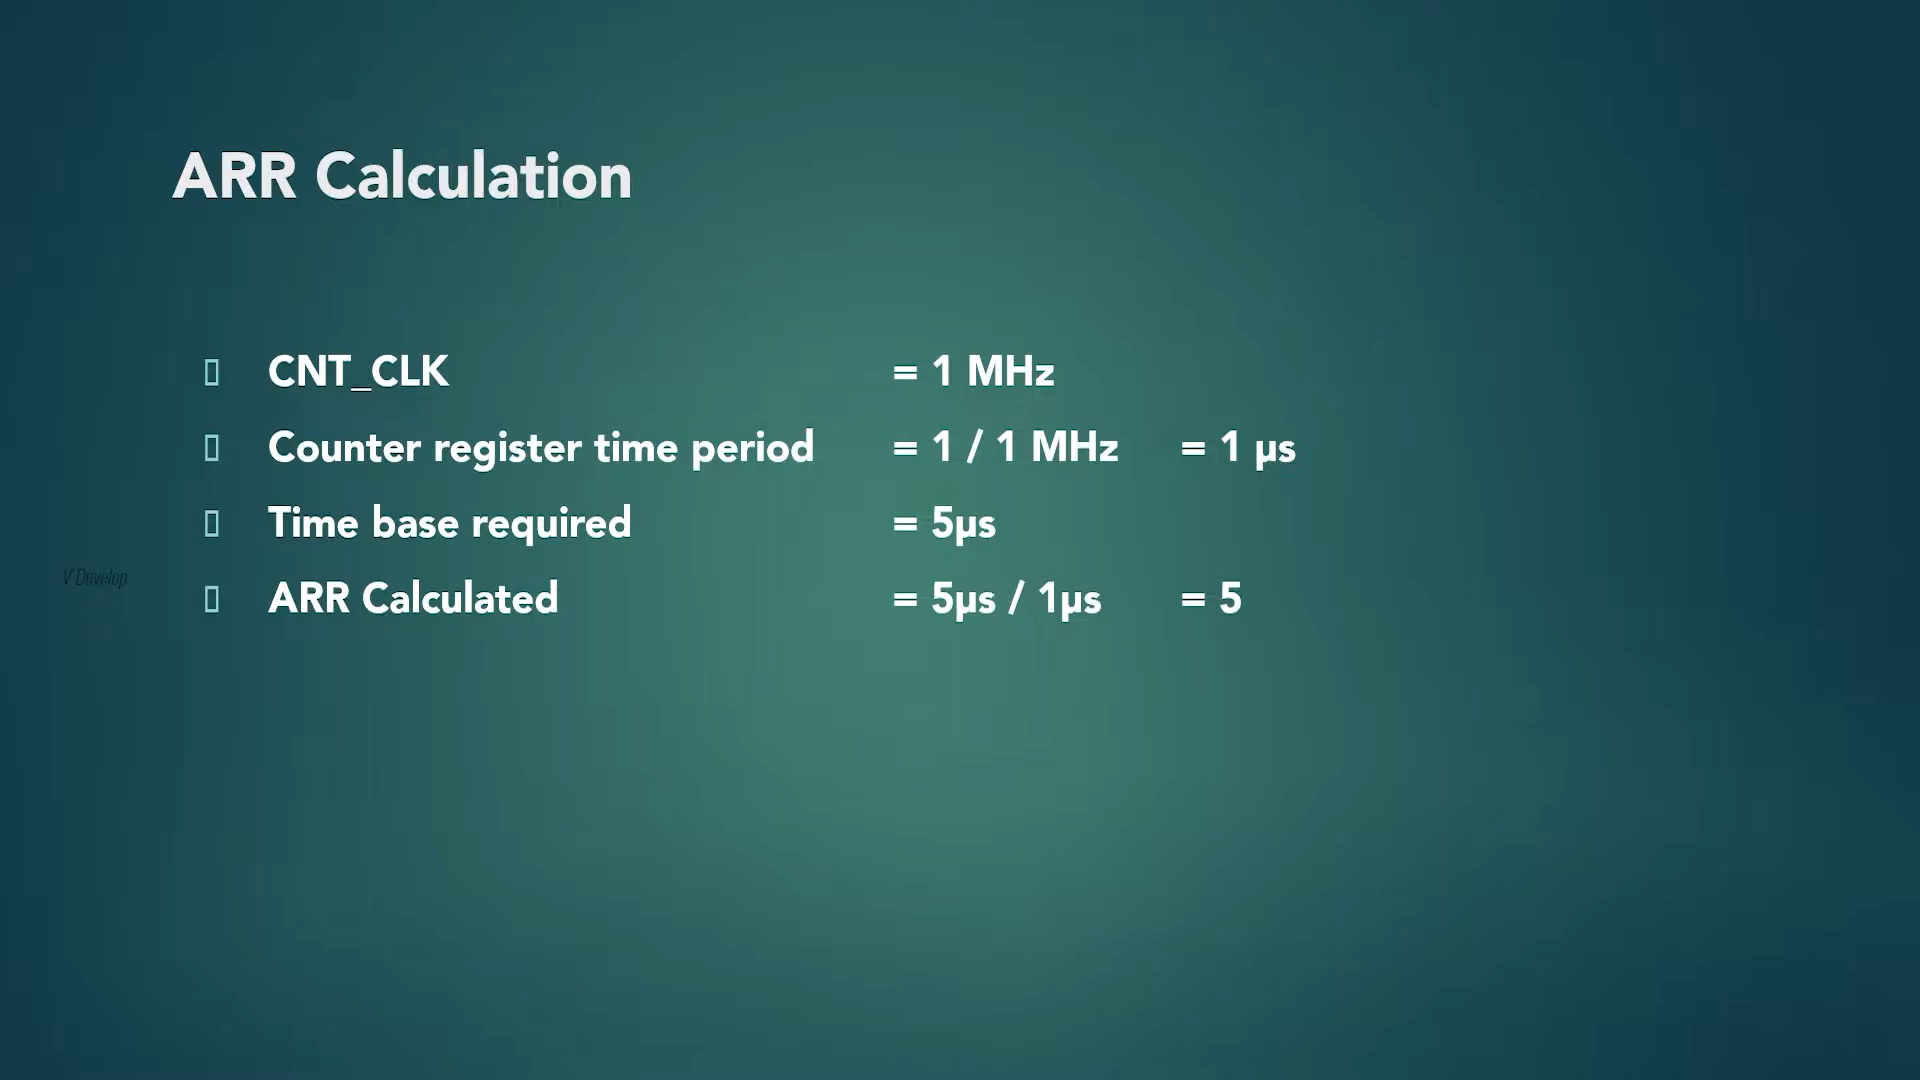 ARR Calculation
CNT_CLK = 1 MHz
Counter register time period = 1 / 1 MHz = 1 µs
Time base required = 5µs
V Develop
ARR Calculated = 5µs / 1µs = 5